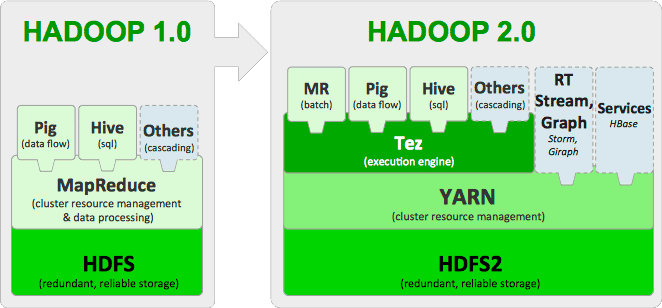 HADOOP 1.0
Pig
(data flow)
Hive
(sql)
Others
(cascading)
MapReduce
(cluster resource management
& data processing)
HDFS
(redundant, reliable storage)
HADOOP 2.0
MR
(batch)
Pig
(data flow)
Hive
(sql)
Others
(cascading)
RT
Stream,
Graph
Storm,
Giraph
Services
HBase
Tez
(execution engine)
YARN
(cluster resource management)
HDFS2
(redundant, reliable storage)